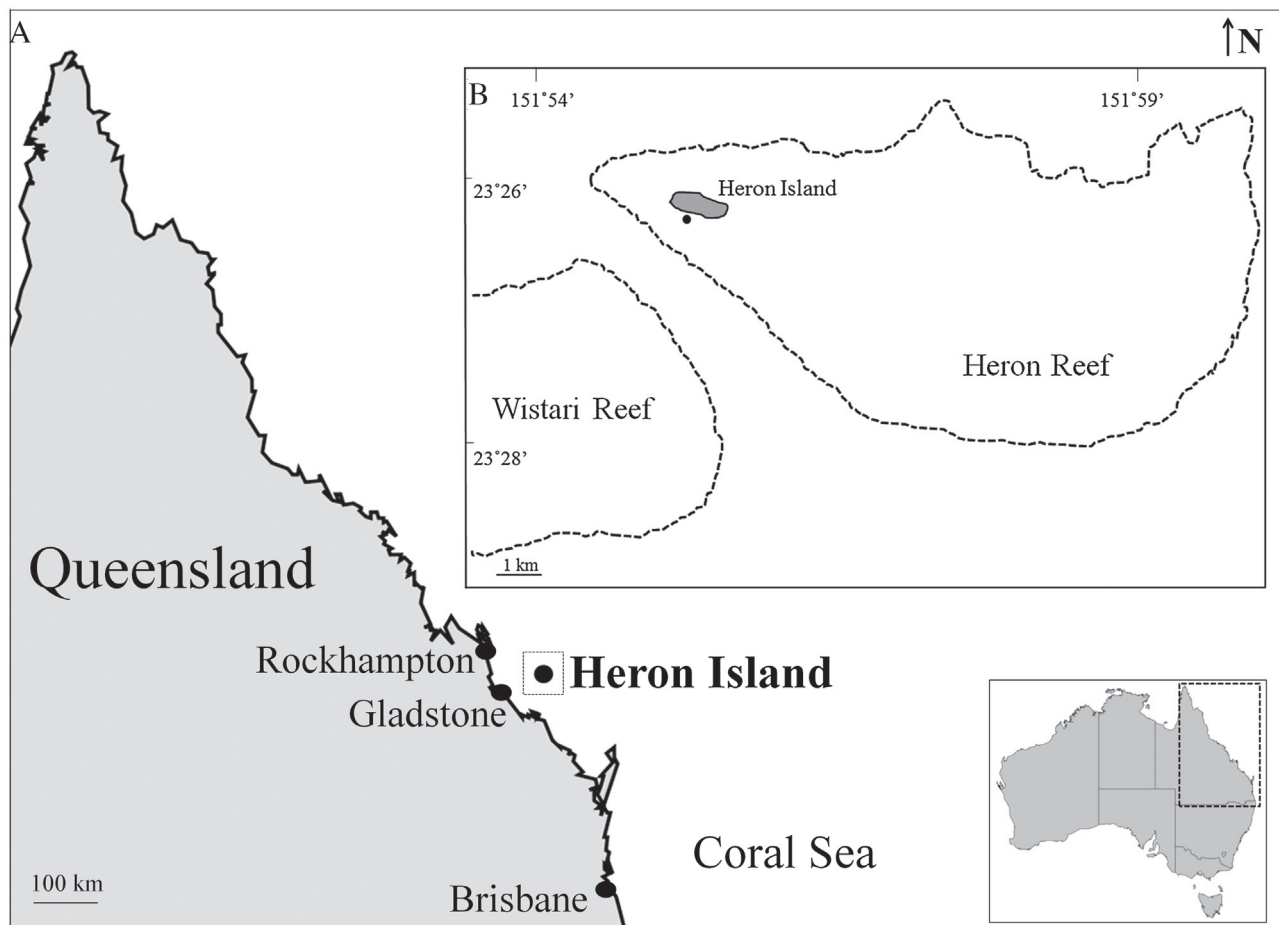 A
N
B
151°54’
151°59’
23°26’
Heron Island
Heron Reef
Wistari Reef
23°28’
1 km
Queensland
Rockhampton
Heron Island
Gladstone
Coral Sea
100 km
Brisbane